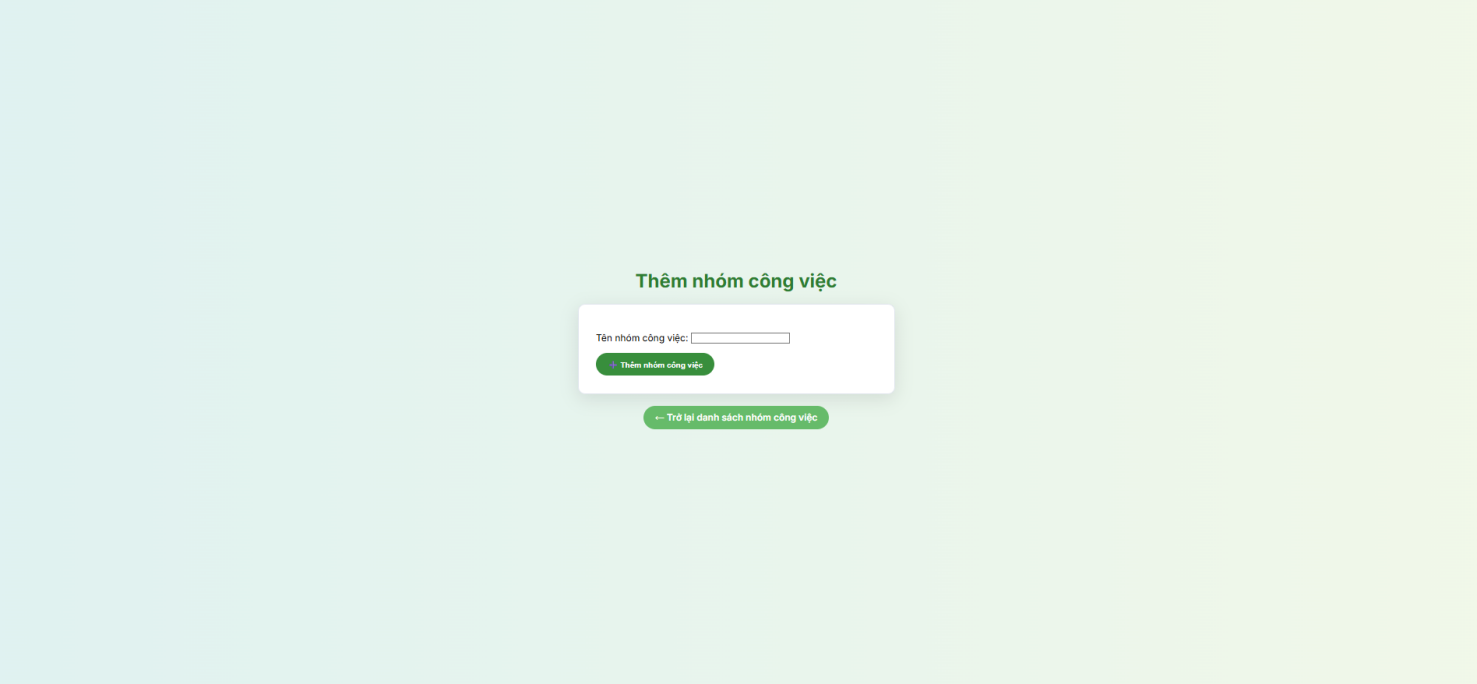 Thêm nhóm công việc
Tên nhóm công việc:
➕ Thêm nhóm công việc
← Trở lại danh sách nhóm công việc